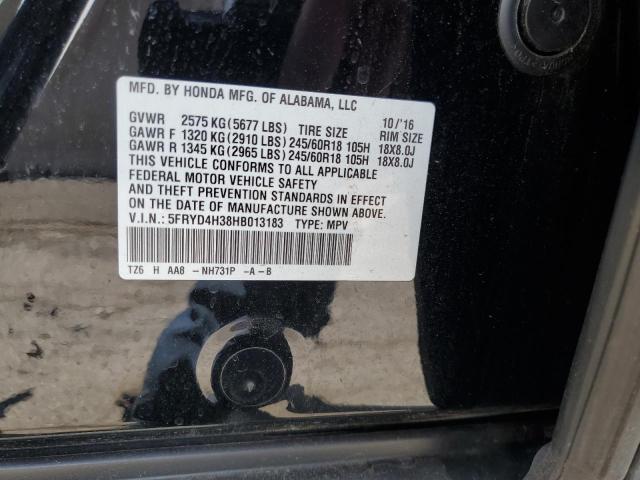 MFD. BY HONDA MFG. OF ALABAMA, LLC
GVWR 2575 KG (5677 LBS) TIRE SIZE 10/'16 RIM SIZE
GAWR F 1320 KG (2910 LBS) 245/60R18 105H 18X8.0J
GAWR R 1345 KG (2965 LBS) 245/60R18 105H 18X8.0J
THIS VEHICLE CONFORMS TO ALL APPLICABLE
FEDERAL MOTOR VEHICLE SAFETY
AND THEFT PREVENTION STANDARDS IN EFFECT
ON THE DATE OF MANUFACTURE SHOWN ABOVE.
V.I.N.: 5FRYD4H38HB013183 TYPE: MPV
TZ6 H AA8 -NH731P -A-B